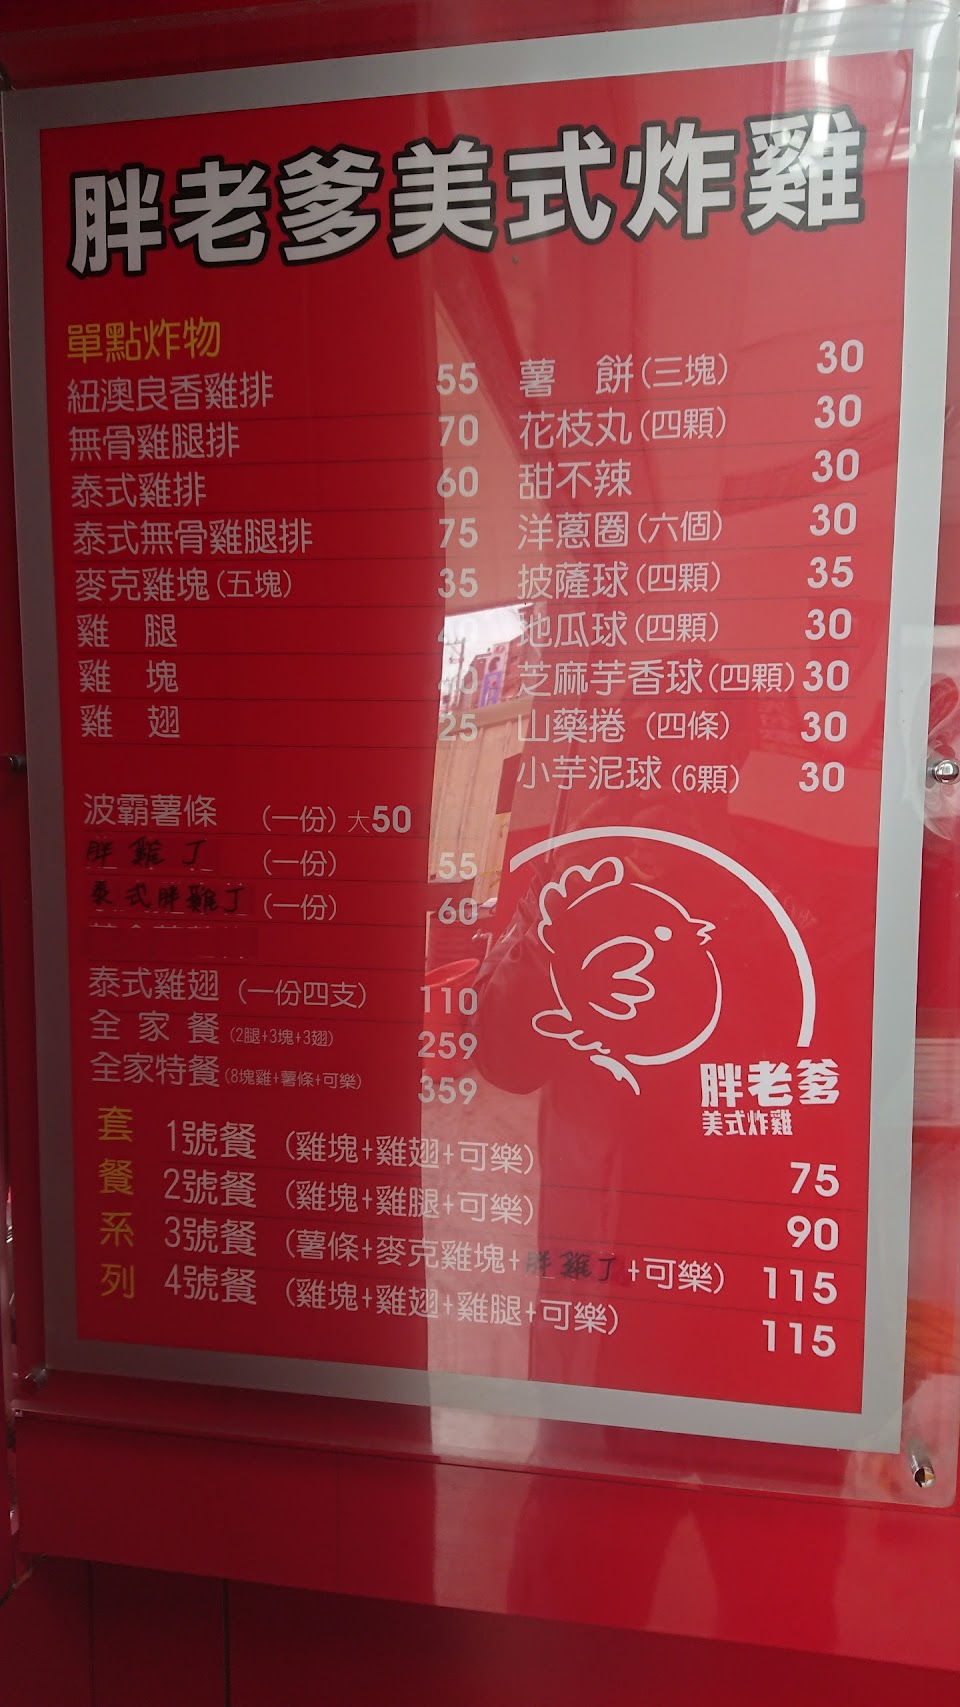 胖老爹美式炸雞
單點炸物
紐澳良香雞排 55
無骨雞腿排 70
泰式雞排 60
泰式無骨雞腿排 75
麥克雞塊(五塊) 35
雞 腿
雞 塊
雞 翅 25
薯 餅(三塊) 30
花枝丸(四顆) 30
甜不辣 30
洋蔥圈(六個) 30
披薩球(四顆) 35
地瓜球(四顆) 30
芝麻芋香球(四顆) 30
山藥捲 (四條) 30
小芋泥球(6顆) 30
波霸薯條 (一份) 大50
胖雞丁 (一份) 55
泰式胖雞丁 (一份) 60
泰式雞翅 (一份四支) 110
全家餐 (2腿+3塊+3翅) 259
全家特餐(8塊雞+薯條+可樂) 359
胖老爹
美式炸雞
套餐系列
1號餐 (雞塊+雞翅+可樂) 75
2號餐 (雞塊+雞腿+可樂) 90
3號餐 (薯條+麥克雞塊+胖雞丁+可樂) 115
4號餐 (雞塊+雞翅+雞腿+可樂) 115